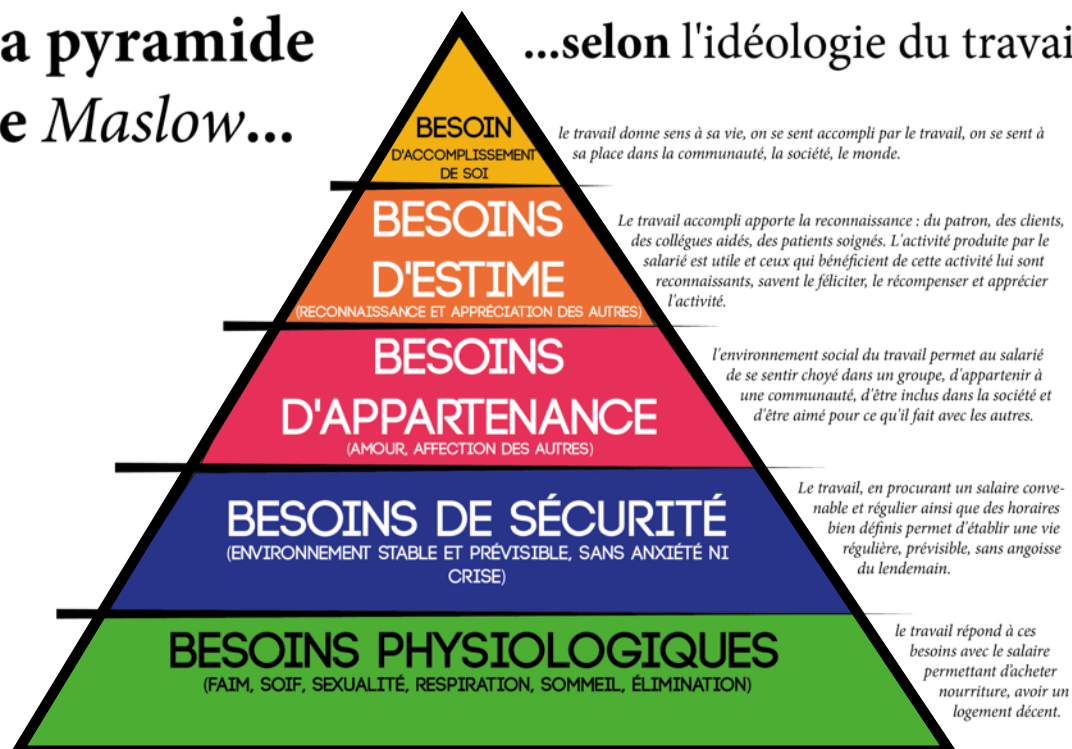 a pyramide
e Maslow...
...selon l'idéologie du travai
BESOIN
D'ACCOMPLISSEMENT
DE SOI
le travail donne sens à sa vie, on se sent accompli par le travail, on se sent à
sa place dans la communauté, la société, le monde.
BESOINS
D'ESTIME
(RECONNAISSANCE ET APPRÉCIATION DES AUTRES)
Le travail accompli apporte la reconnaissance : du patron, des clients,
des collégues aidés, des patients soignés. L'activité produite par le
salarié est utile et ceux qui bénéficient de cette activité lui sont
reconnaissants, savent le féliciter, le récompenser et apprécier
l'activité.
BESOINS
D'APPARTENANCE
(AMOUR, AFFECTION DES AUTRES)
l'environnement social du travail permet au salarié
de se sentir choyé dans un groupe, d'appartenir à
une communauté, d'être inclus dans la société et
d'être aimé pour ce qu'il fait avec les autres.
BESOINS DE SÉCURITÉ
(ENVIRONNEMENT STABLE ET PRÉVISIBLE, SANS ANXIÉTÉ NI
CRISE)
Le travail, en procurant un salaire conve-
nable et régulier ainsi que des horaires
bien définis permet d'établir une vie
régulière, prévisible, sans angoisse
du lendemain.
BESOINS PHYSIOLOGIQUES
(FAIM, SOIF, SEXUALITÉ, RESPIRATION, SOMMEIL, ÉLIMINATION)
le travail répond à ces
besoins avec le salaire
permettant d'acheter
nourriture, avoir un
logement décent.